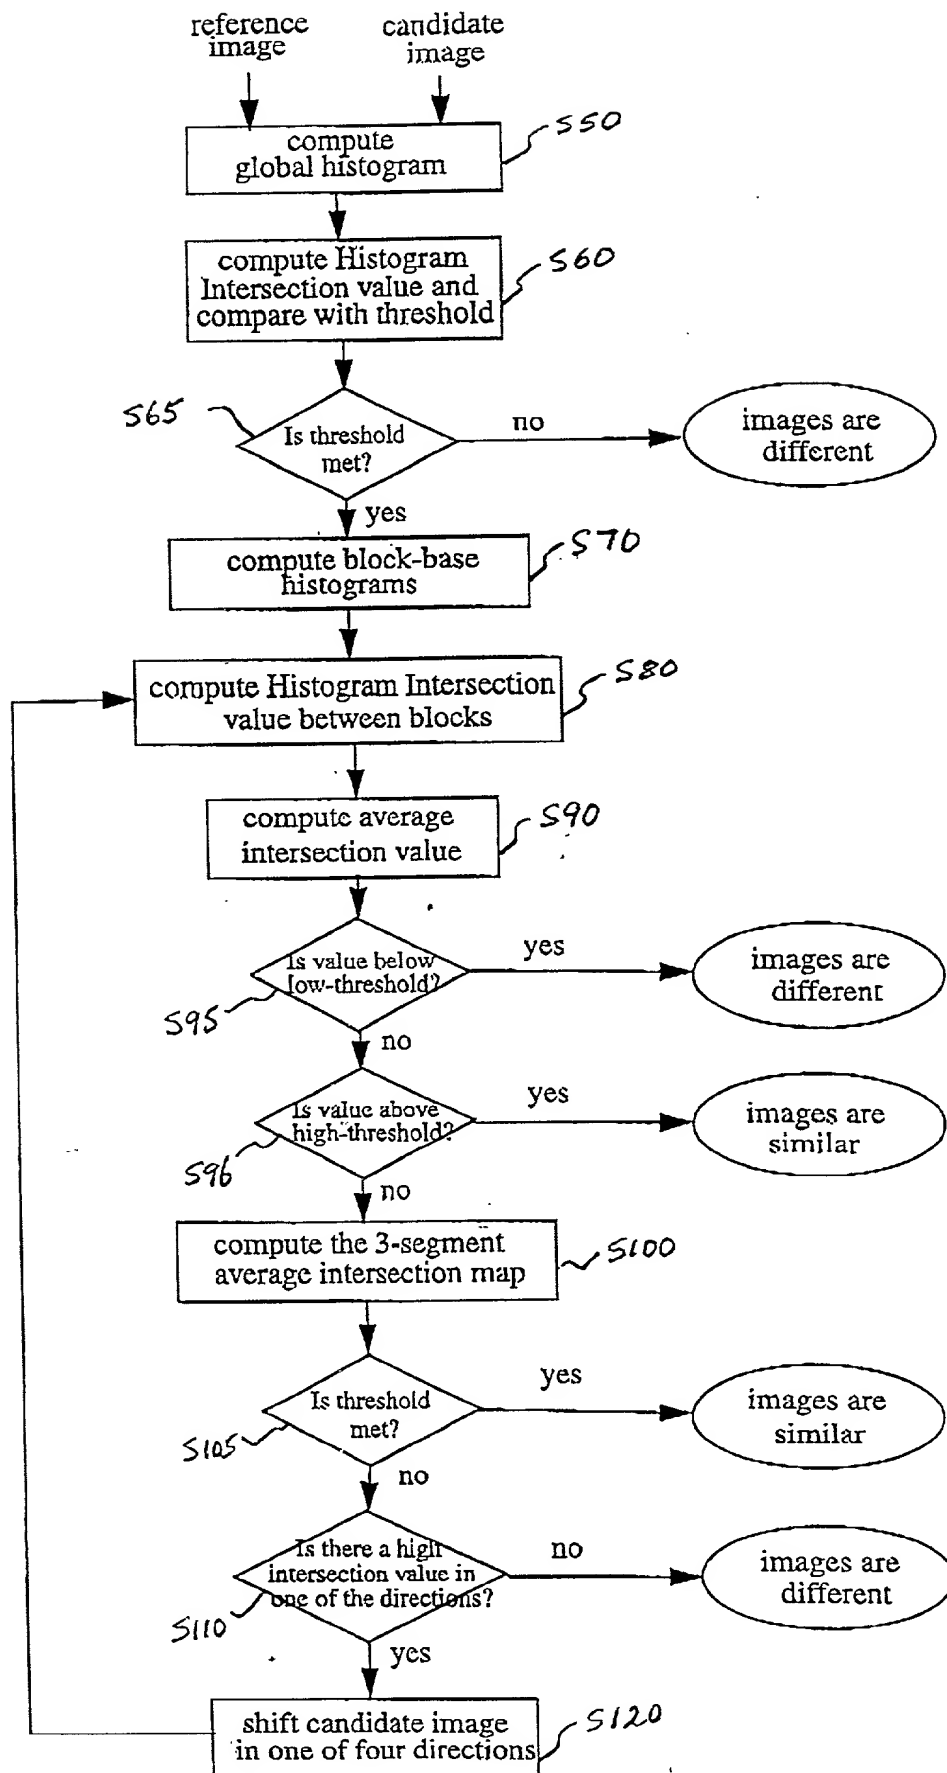 reference
image
candidate
image
compute
global histogram
S50
compute Histogram
Intersection value and
compare with threshold
S60
S65
Is threshold
met?
no
images are
different
yes
compute block-base
histograms
S70
compute Histogram Intersection
value between blocks
S80
compute average
intersection value
S90
Is value below
low-threshold?
S95
yes
images are
different
no
Is value above
high-threshold?
S96
yes
images are
similar
no
compute the 3-segment
average intersection map
S100
Is threshold
met?
S105
yes
images are
similar
no
Is there a high
intersection value in
one of the directions?
S110
no
images are
different
yes
shift candidate image
in one of four directions
S120